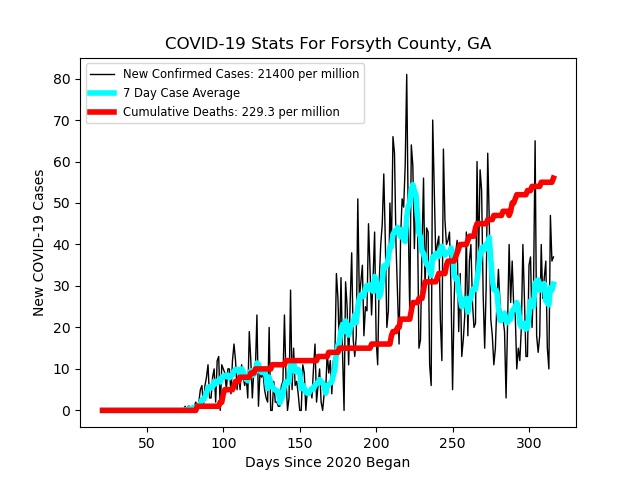 COVID-19 Stats For Forsyth County, GA
New Confirmed Cases: 21400 per million
7 Day Case Average
Cumulative Deaths: 229.3 per million
New COVID-19 Cases
80
70
60
50
40
30
20
10
0
50 100 150 200 250 300
Days Since 2020 Began